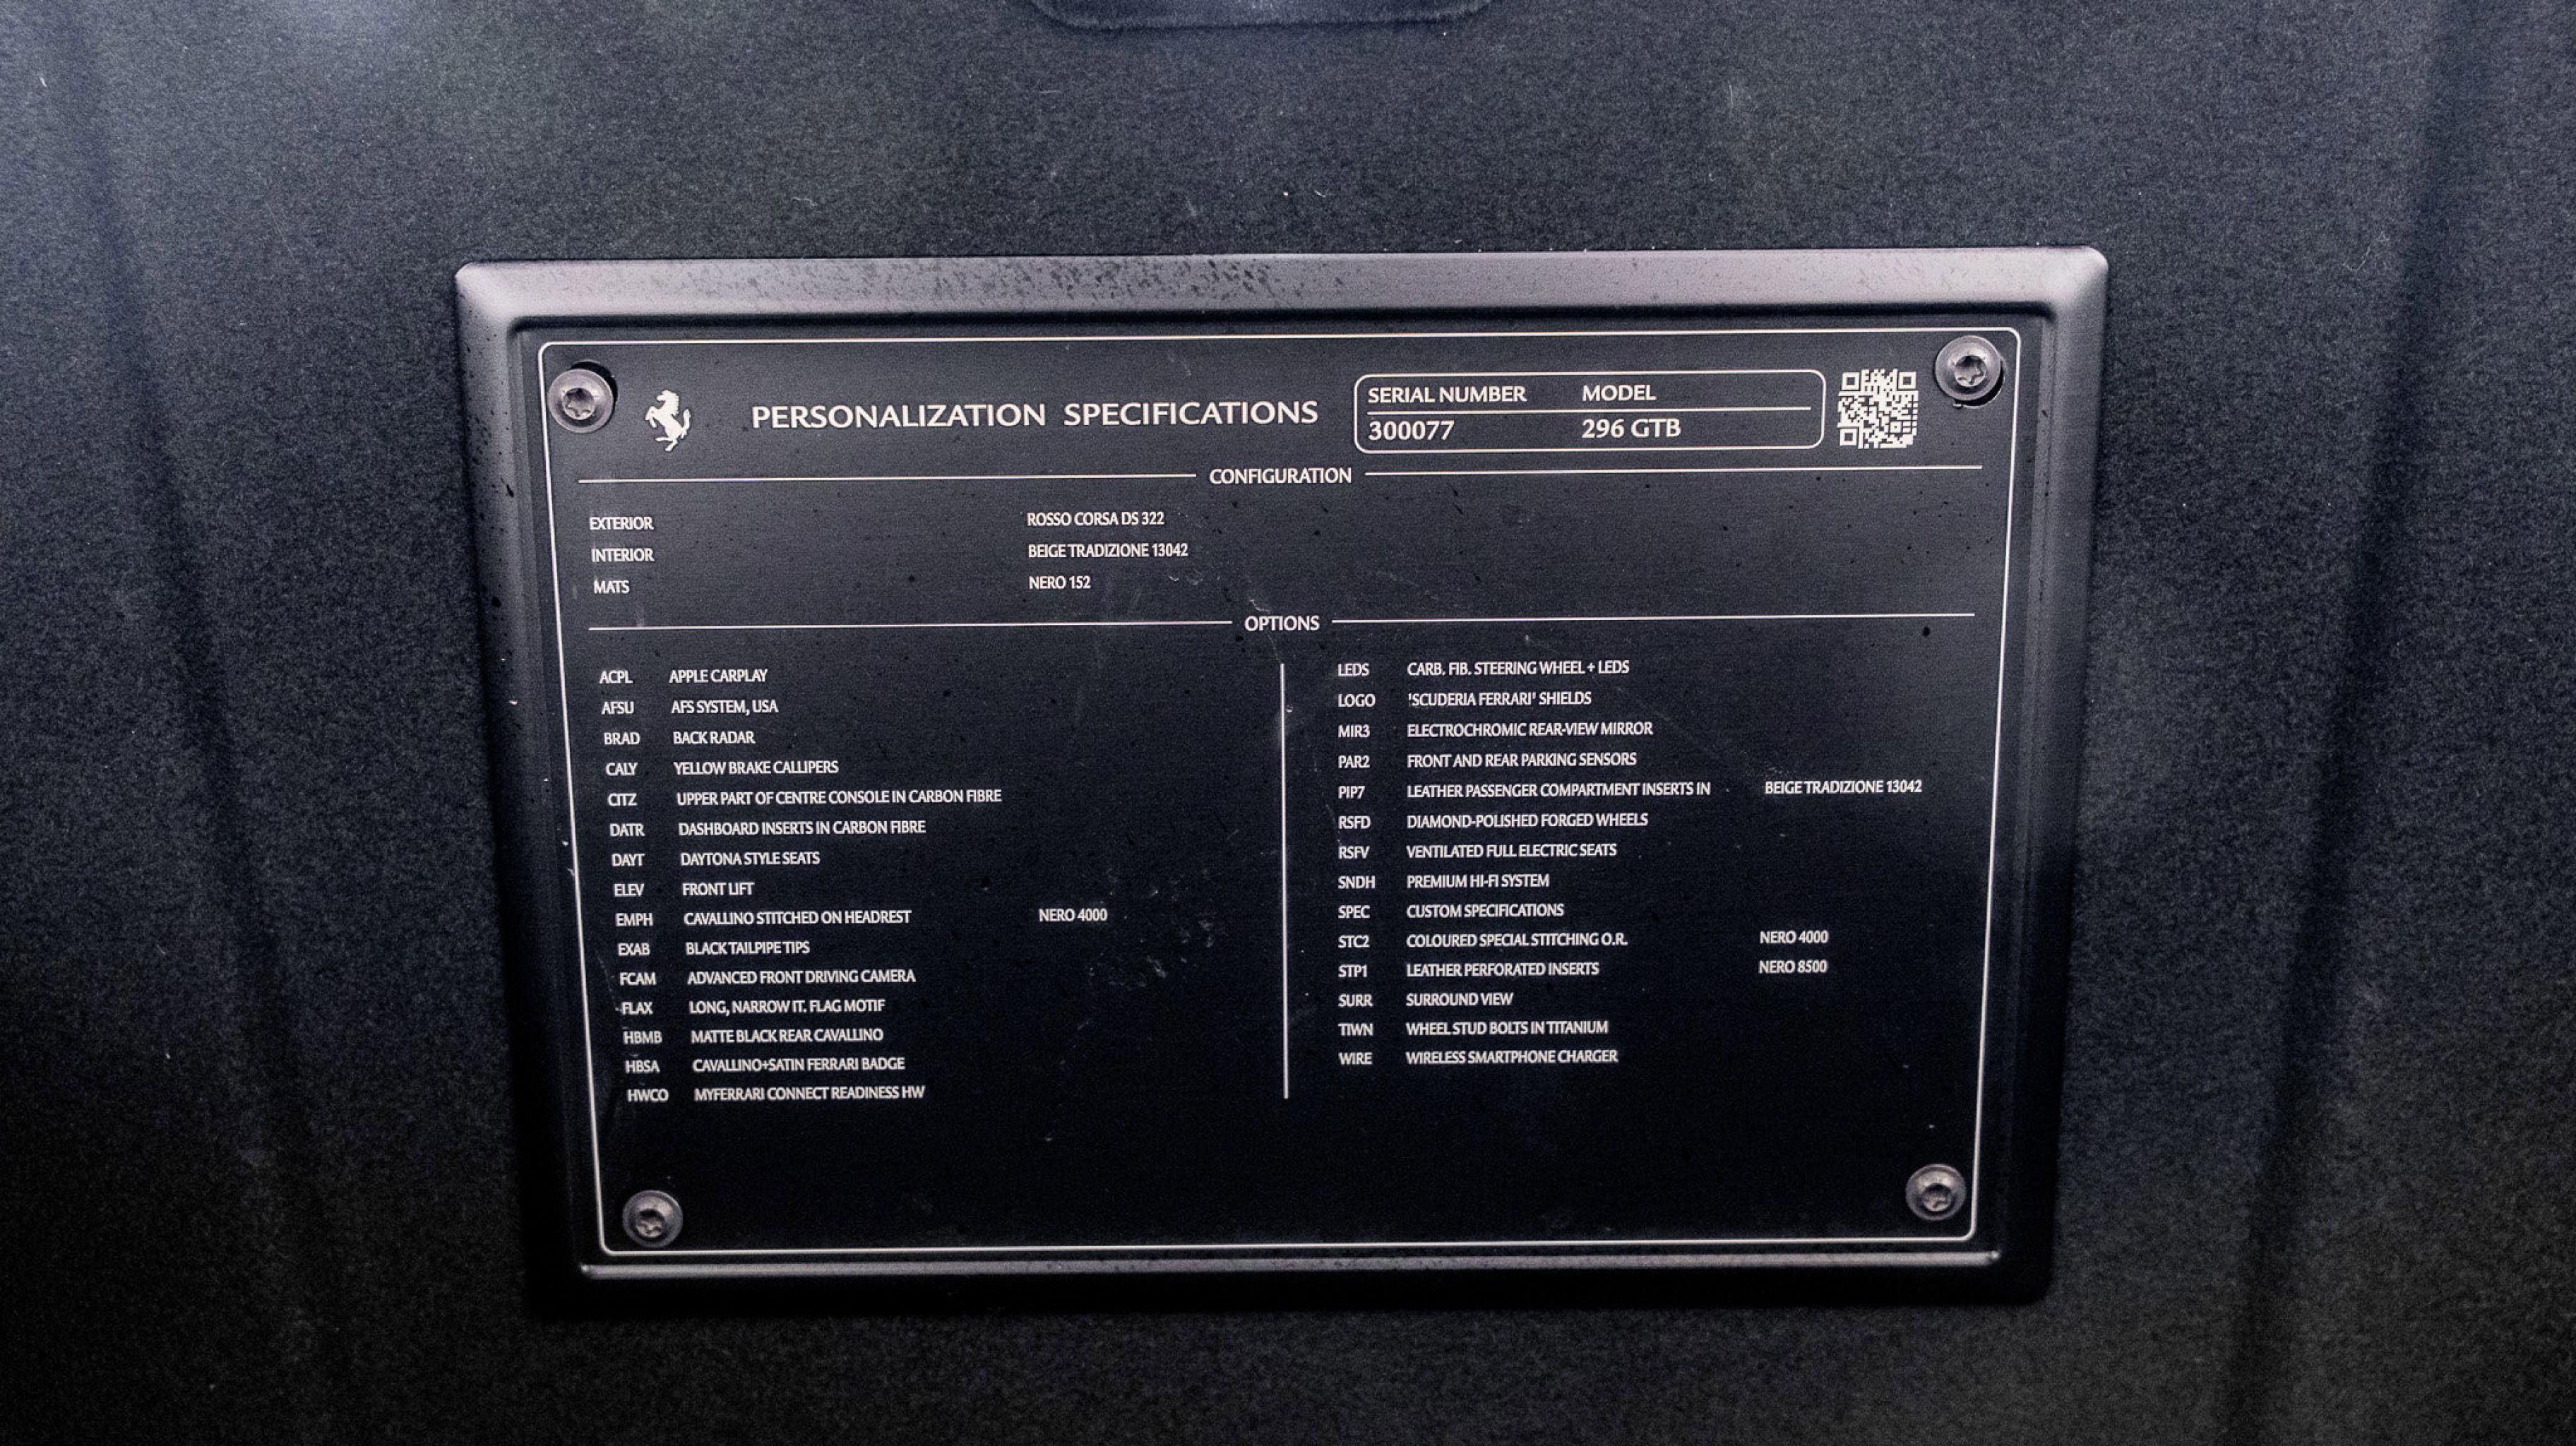 PERSONALIZATION SPECIFICATIONS
SERIAL NUMBER MODEL
300077 296 GTB
CONFIGURATION
EXTERIOR ROSSO CORSA DS 322
INTERIOR BEIGE TRADIZIONE 13042
MATS NERO 152
OPTIONS
ACPL APPLE CARPLAY
AFSU AFS SYSTEM, USA
BRAD BACK RADAR
CALY YELLOW BRAKE CALLIPERS
CITZ UPPER PART OF CENTRE CONSOLE IN CARBON FIBRE
DATR DASHBOARD INSERTS IN CARBON FIBRE
DAYT DAYTONA STYLE SEATS
ELEV FRONT LIFT
EMPH CAVALLINO STITCHED ON HEADREST NERO 4000
EXAB BLACK TAILPIPE TIPS
FCAM ADVANCED FRONT DRIVING CAMERA
FLAX LONG, NARROW IT. FLAG MOTIF
HBMB MATTE BLACK REAR CAVALLINO
HBSA CAVALLINO+SATIN FERRARI BADGE
HWCO MYFERRARI CONNECT READINESS HW
LEDS CARB. FIB. STEERING WHEEL + LEDS
LOGO 'SCUDERIA FERRARI' SHIELDS
MIR3 ELECTROCHROMIC REAR-VIEW MIRROR
PAR2 FRONT AND REAR PARKING SENSORS
PIP7 LEATHER PASSENGER COMPARTMENT INSERTS IN BEIGE TRADIZIONE 13042
RSFD DIAMOND-POLISHED FORGED WHEELS
RSFV VENTILATED FULL ELECTRIC SEATS
SNDH PREMIUM HI-FI SYSTEM
SPEC CUSTOM SPECIFICATIONS
STC2 COLOURED SPECIAL STITCHING O.R. NERO 4000
STP1 LEATHER PERFORATED INSERTS NERO 8500
SURR SURROUND VIEW
TIWN WHEEL STUD BOLTS IN TITANIUM
WIRE WIRELESS SMARTPHONE CHARGER